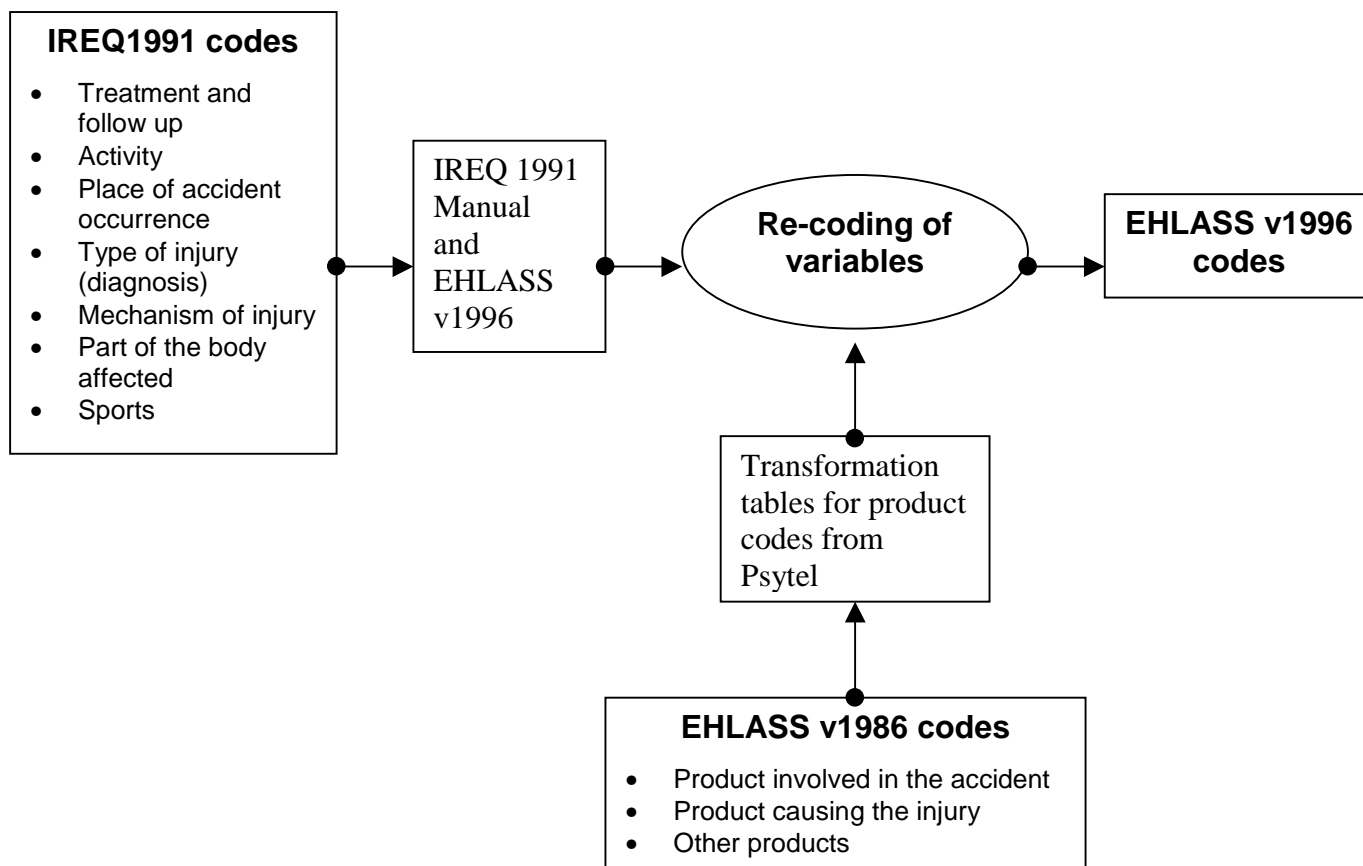 IREQ1991 codes
• Treatment and
follow up
• Activity
• Place of accident
occurrence
• Type of injury
(diagnosis)
• Mechanism of injury
• Part of the body
affected
• Sports
IREQ 1991
Manual
and
EHLASS
v1996
Re-coding of
variables
EHLASS v1996
codes
Transformation
tables for product
codes from
Psytel
EHLASS v1986 codes
• Product involved in the accident
• Product causing the injury
• Other products